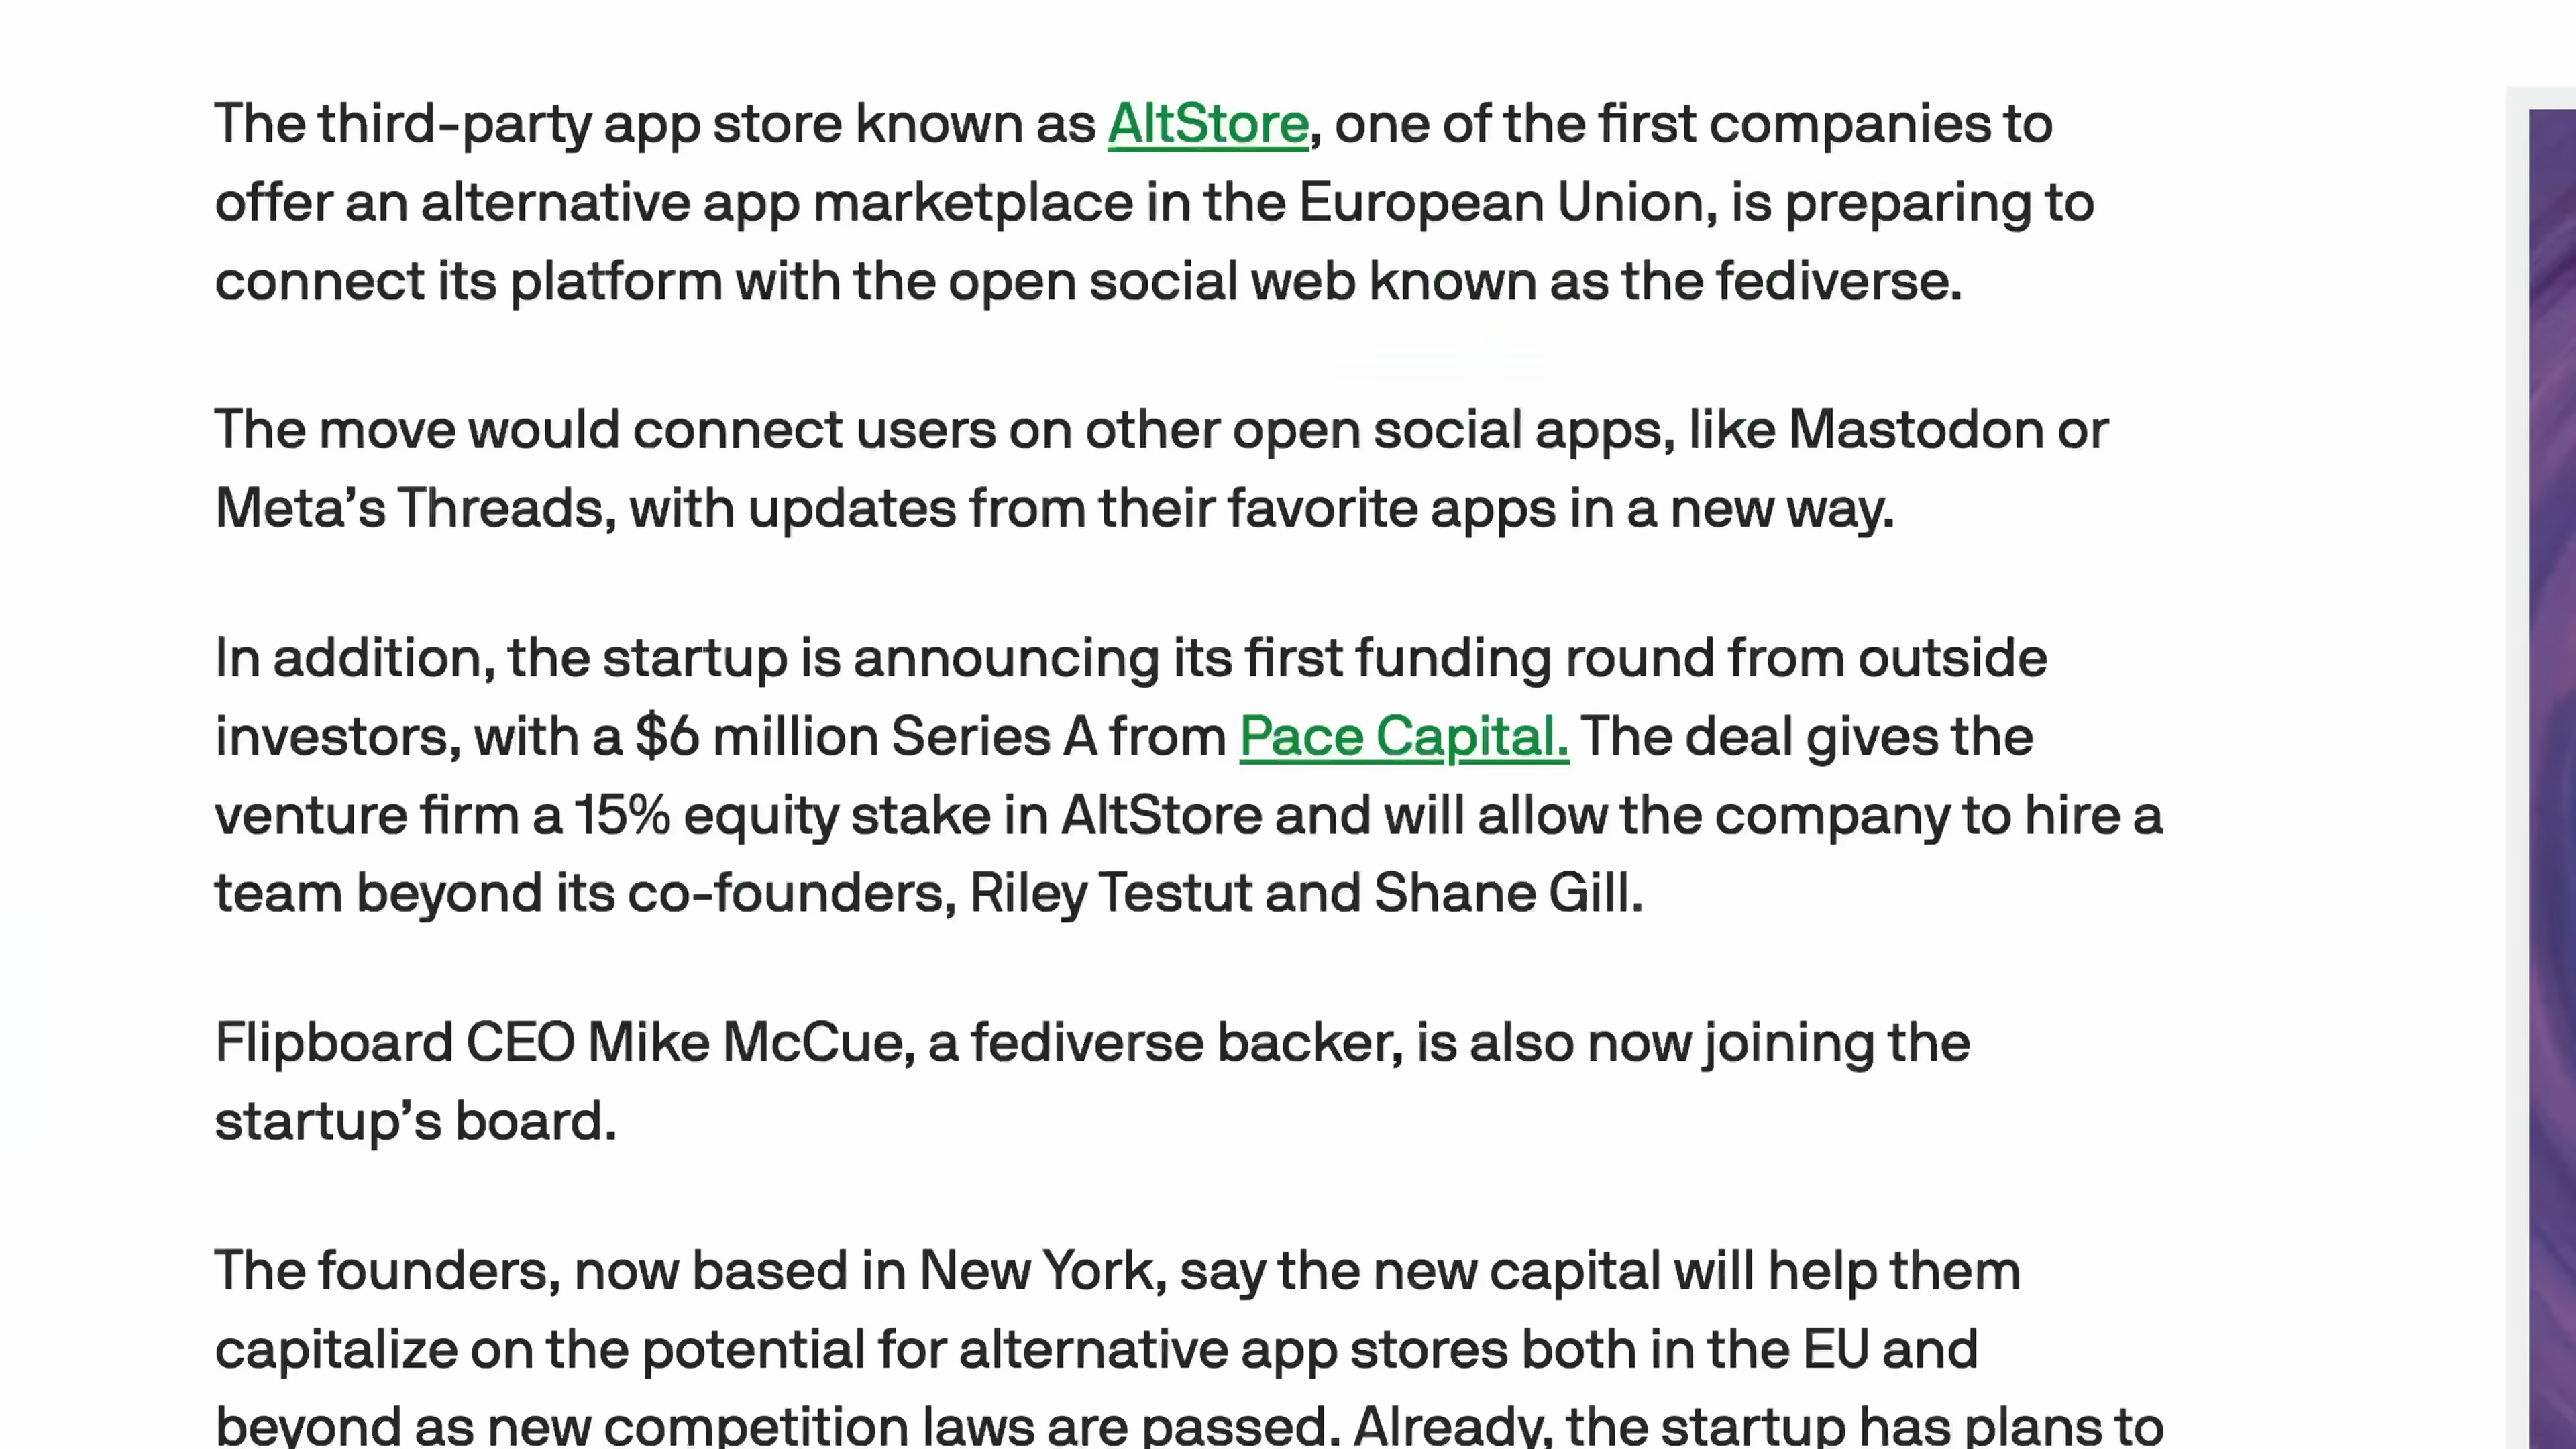 The third-party app store known as AltStore, one of the first companies to
offer an alternative app marketplace in the European Union, is preparing to
connect its platform with the open social web known as the fediverse.
The move would connect users on other open social apps, like Mastodon or
Meta’s Threads, with updates from their favorite apps in a new way.
In addition, the startup is announcing its first funding round from outside
investors, with a $6 million Series A from Pace Capital. The deal gives the
venture firm a 15% equity stake in AltStore and will allow the company to hire a
team beyond its co-founders, Riley Testut and Shane Gill.
Flipboard CEO Mike McCue, a fediverse backer, is also now joining the
startup’s board.
The founders, now based in New York, say the new capital will help them
capitalize on the potential for alternative app stores both in the EU and
beyond as new competition laws are passed. Already, the startup has plans to